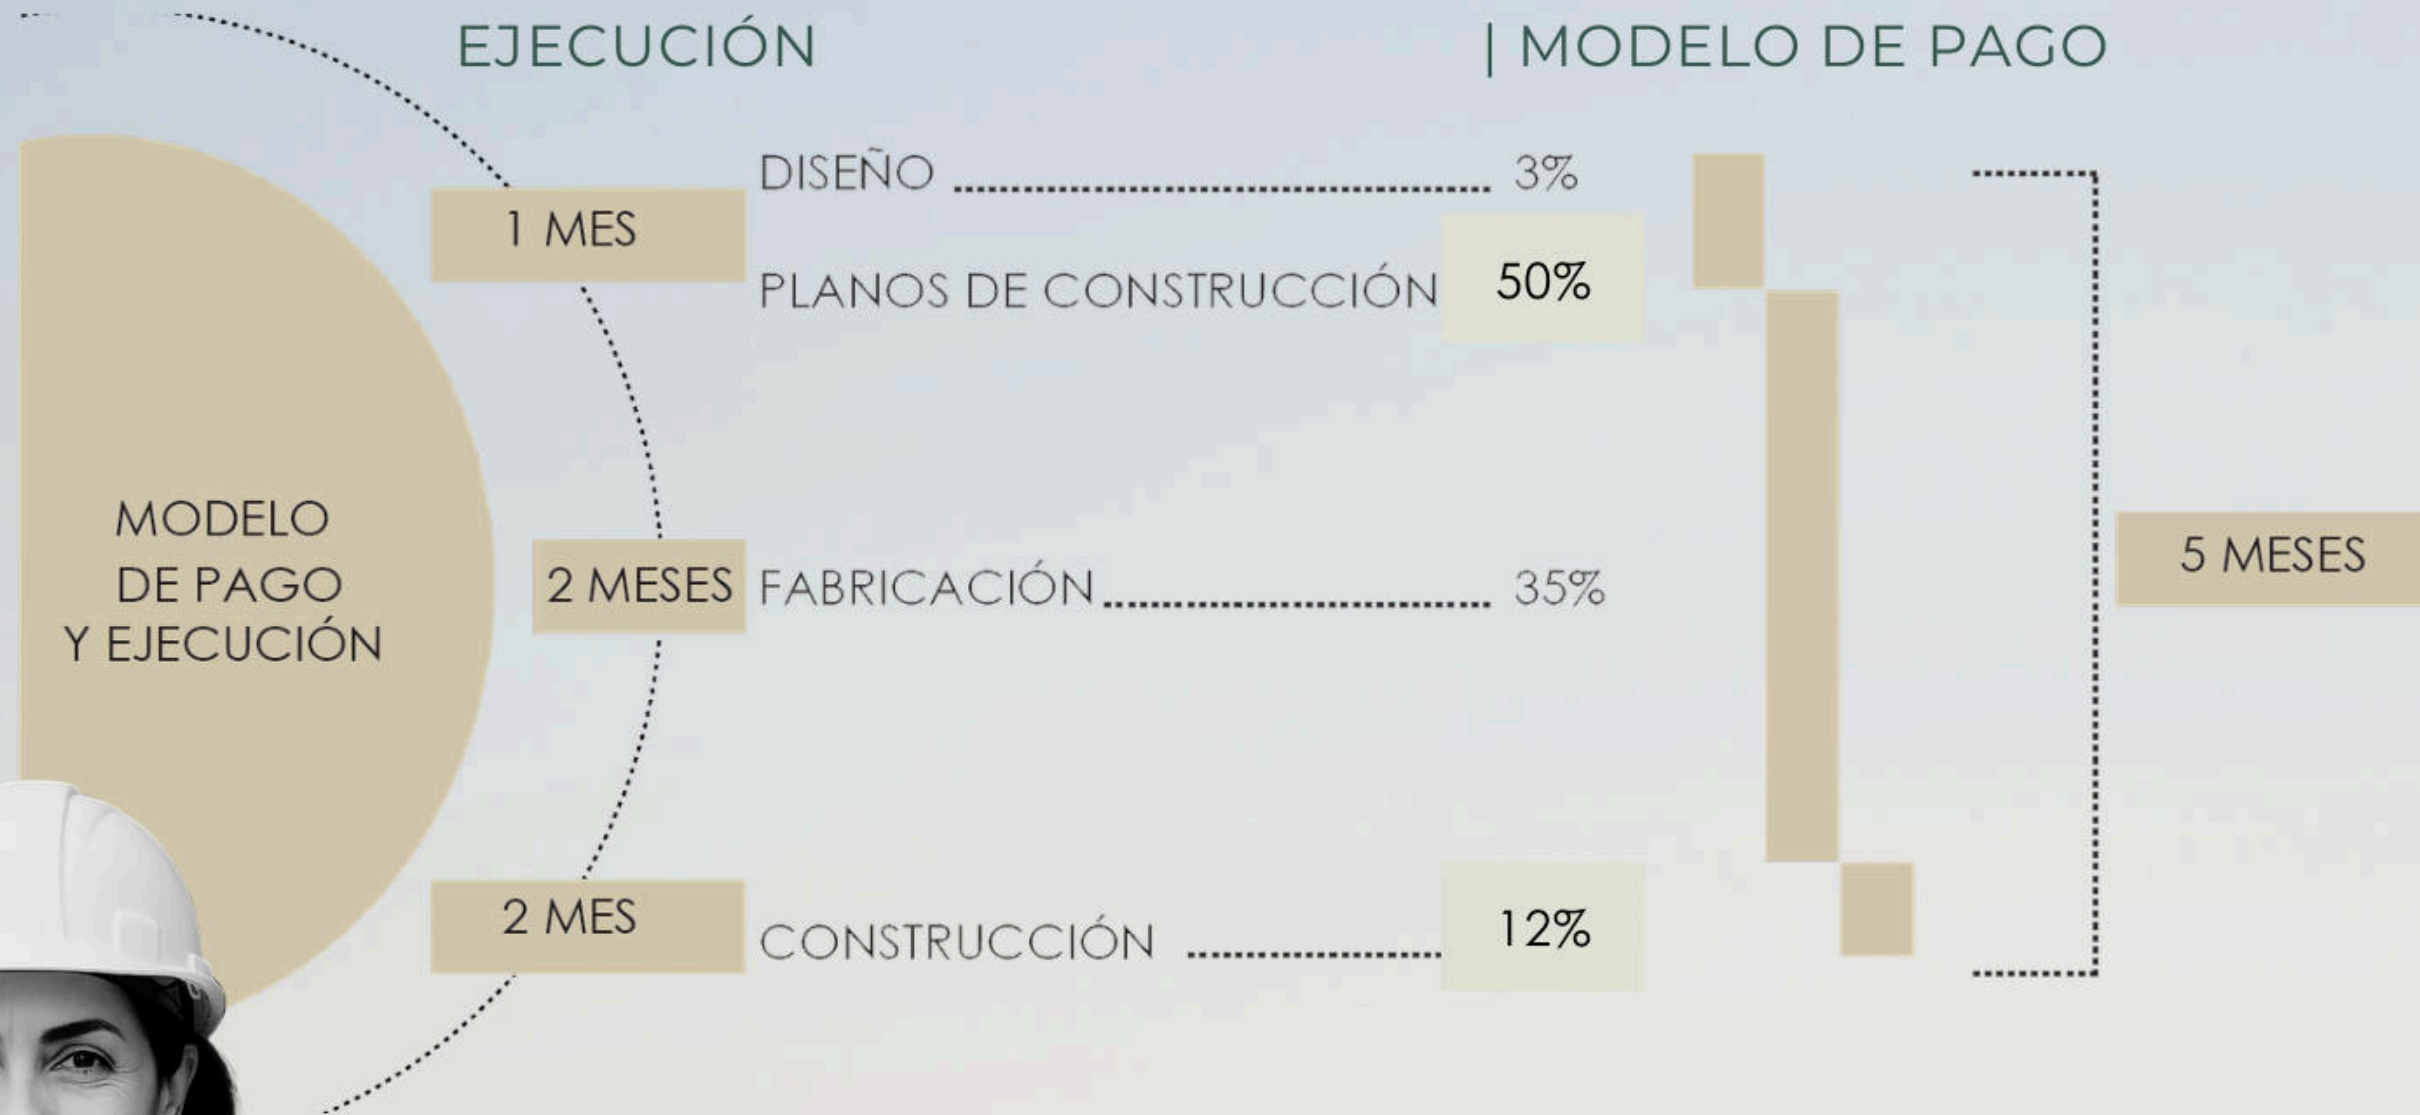 EJECUCIÓN
| MODELO DE PAGO
DISEÑO ........ 3%
1 MES
PLANOS DE CONSTRUCCIÓN 50%
MODELO
DE PAGO
Y EJECUCIÓN
2 MESES FABRICACIÓN ........ 35%
5 MESES
2 MES
CONSTRUCCIÓN ........ 12%